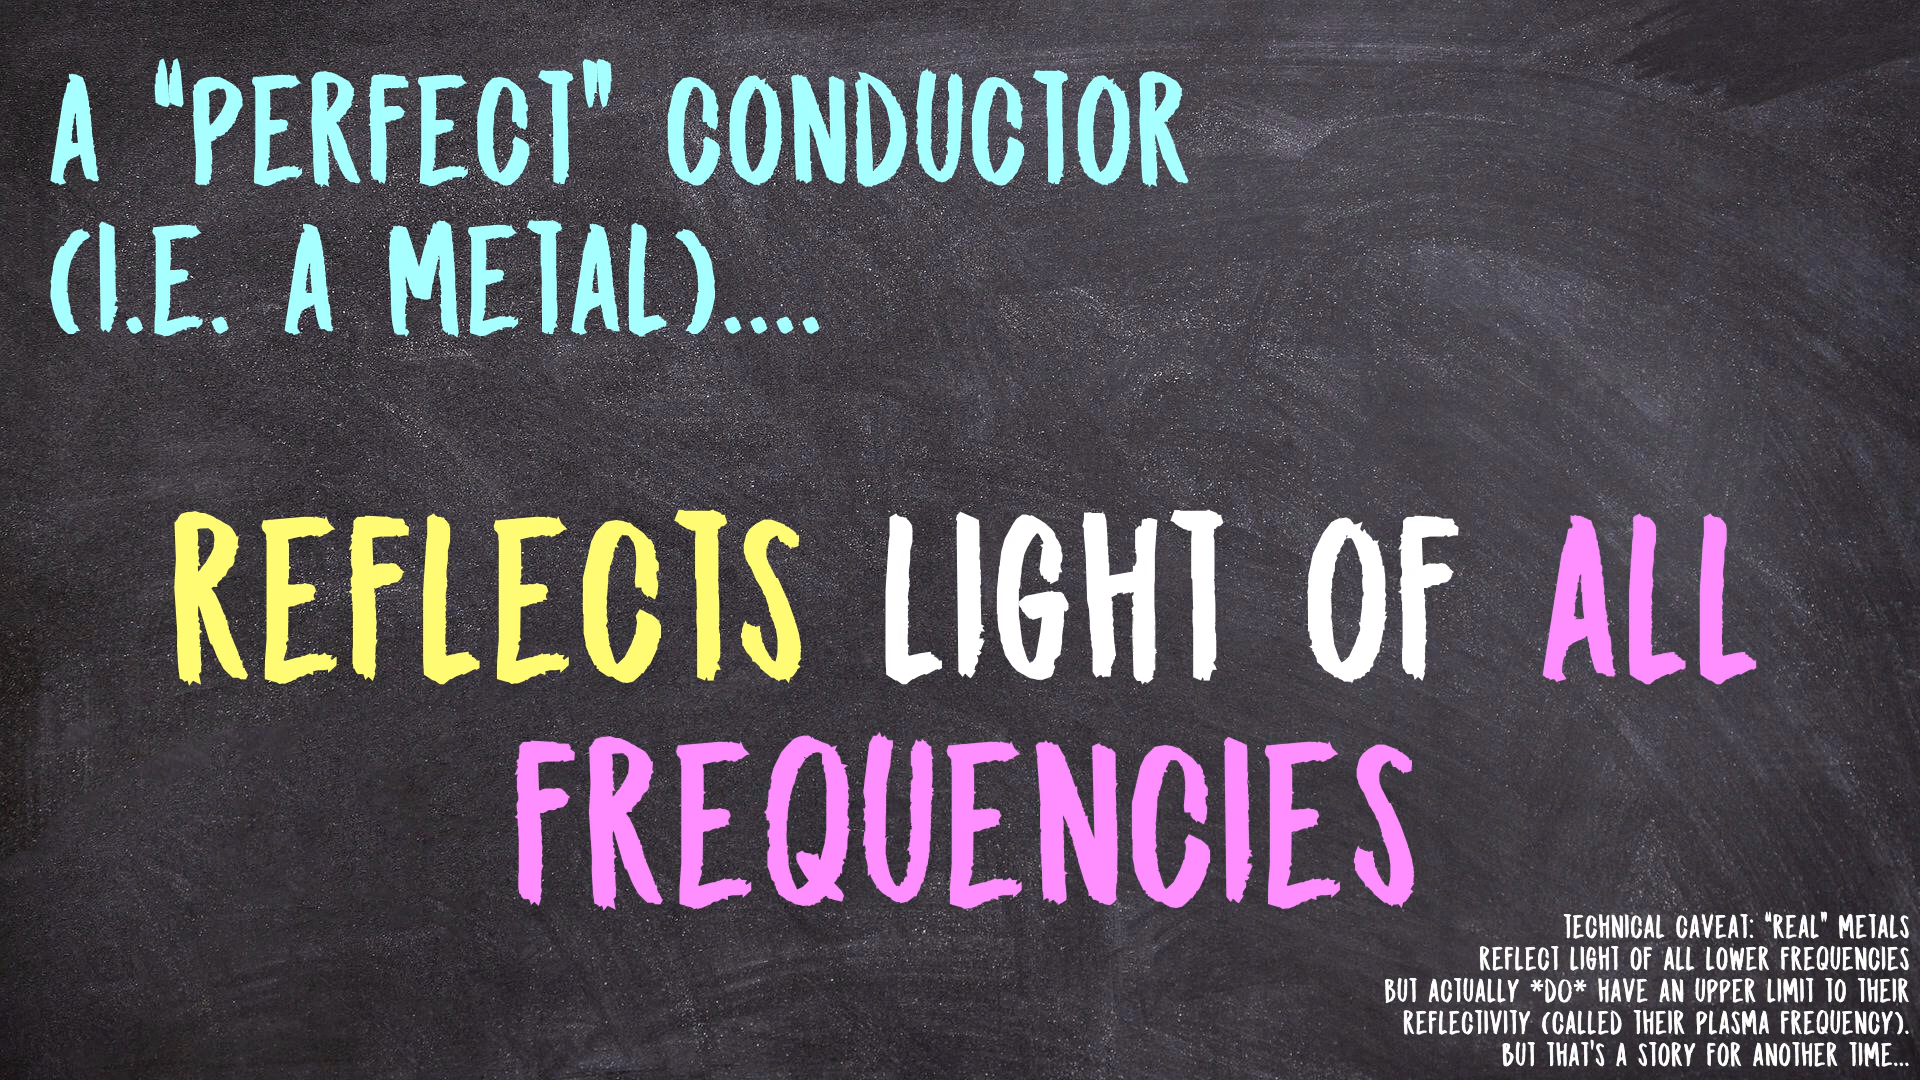 A "PERFECT" CONDUCTOR
(I.E. A METAL)....
REFLECTS LIGHT OF ALL
FREQUENCIES
TECHNICAL CAVEAT: "REAL" METALS
REFLECT LIGHT OF ALL LOWER FREQUENCIES
BUT ACTUALLY *DO* HAVE AN UPPER LIMIT TO THEIR
REFLECTIVITY (CALLED THEIR PLASMA FREQUENCY).
BUT THAT'S A STORY FOR ANOTHER TIME...